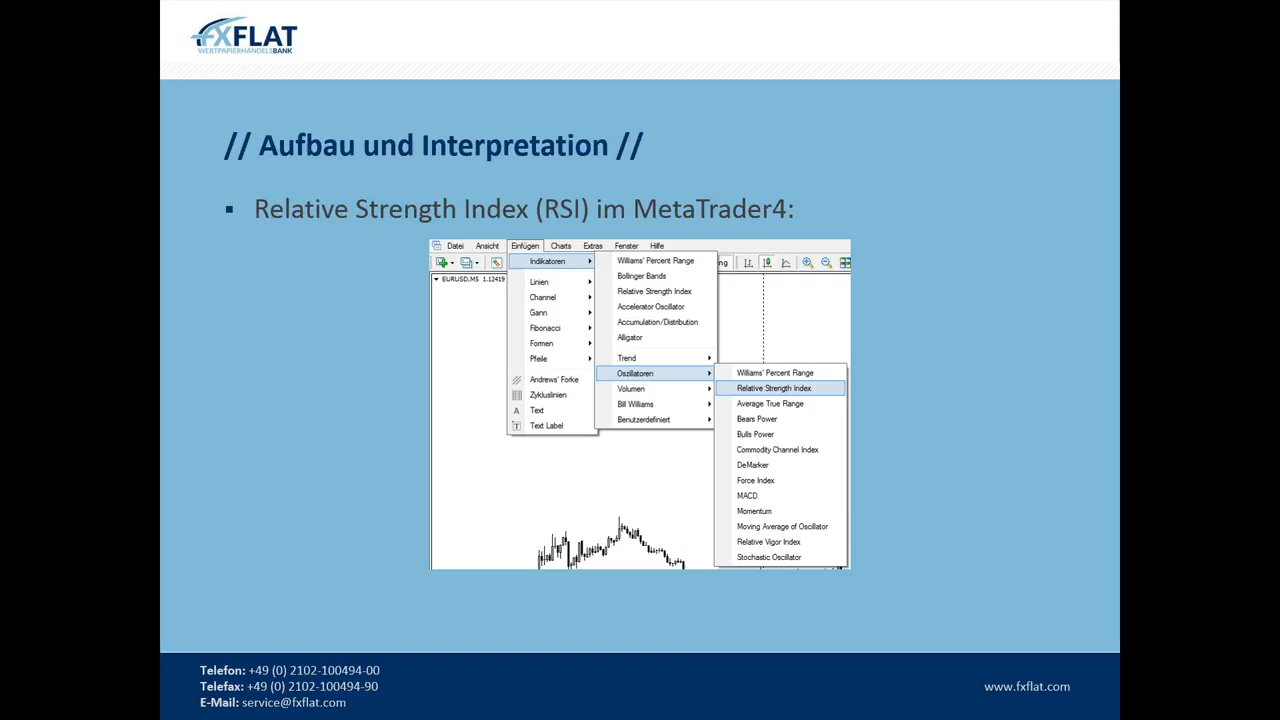 FXFLAT
WERTPAPIERHANDELSBANK
// Aufbau und Interpretation //
▪ Relative Strength Index (RSI) im MetaTrader4:
Datei Ansicht Einfügen Charts Extras Fenster Hilfe
EURUSD,M5 1.12419
Indikatoren
Linien
Channel
Gann
Fibonacci
Formen
Pfeile
Andrews' Forke
Zykluslinien
A Text
T Text Label
Williams' Percent Range
Bollinger Bands
Relative Strength Index
Accelerator Oscillator
Accumulation/Distribution
Alligator
Trend
Oszillatoren
Volumen
Bill Williams
Benutzerdefiniert
ng
Williams' Percent Range
Relative Strength Index
Average True Range
Bears Power
Bulls Power
Commodity Channel Index
DeMarker
Force Index
MACD
Momentum
Moving Average of Oscillator
Relative Vigor Index
Stochastic Oscillator
Telefon: +49 (0) 2102-100494-00
Telefax: +49 (0) 2102-100494-90
E-Mail: service@fxflat.com
www.fxflat.com